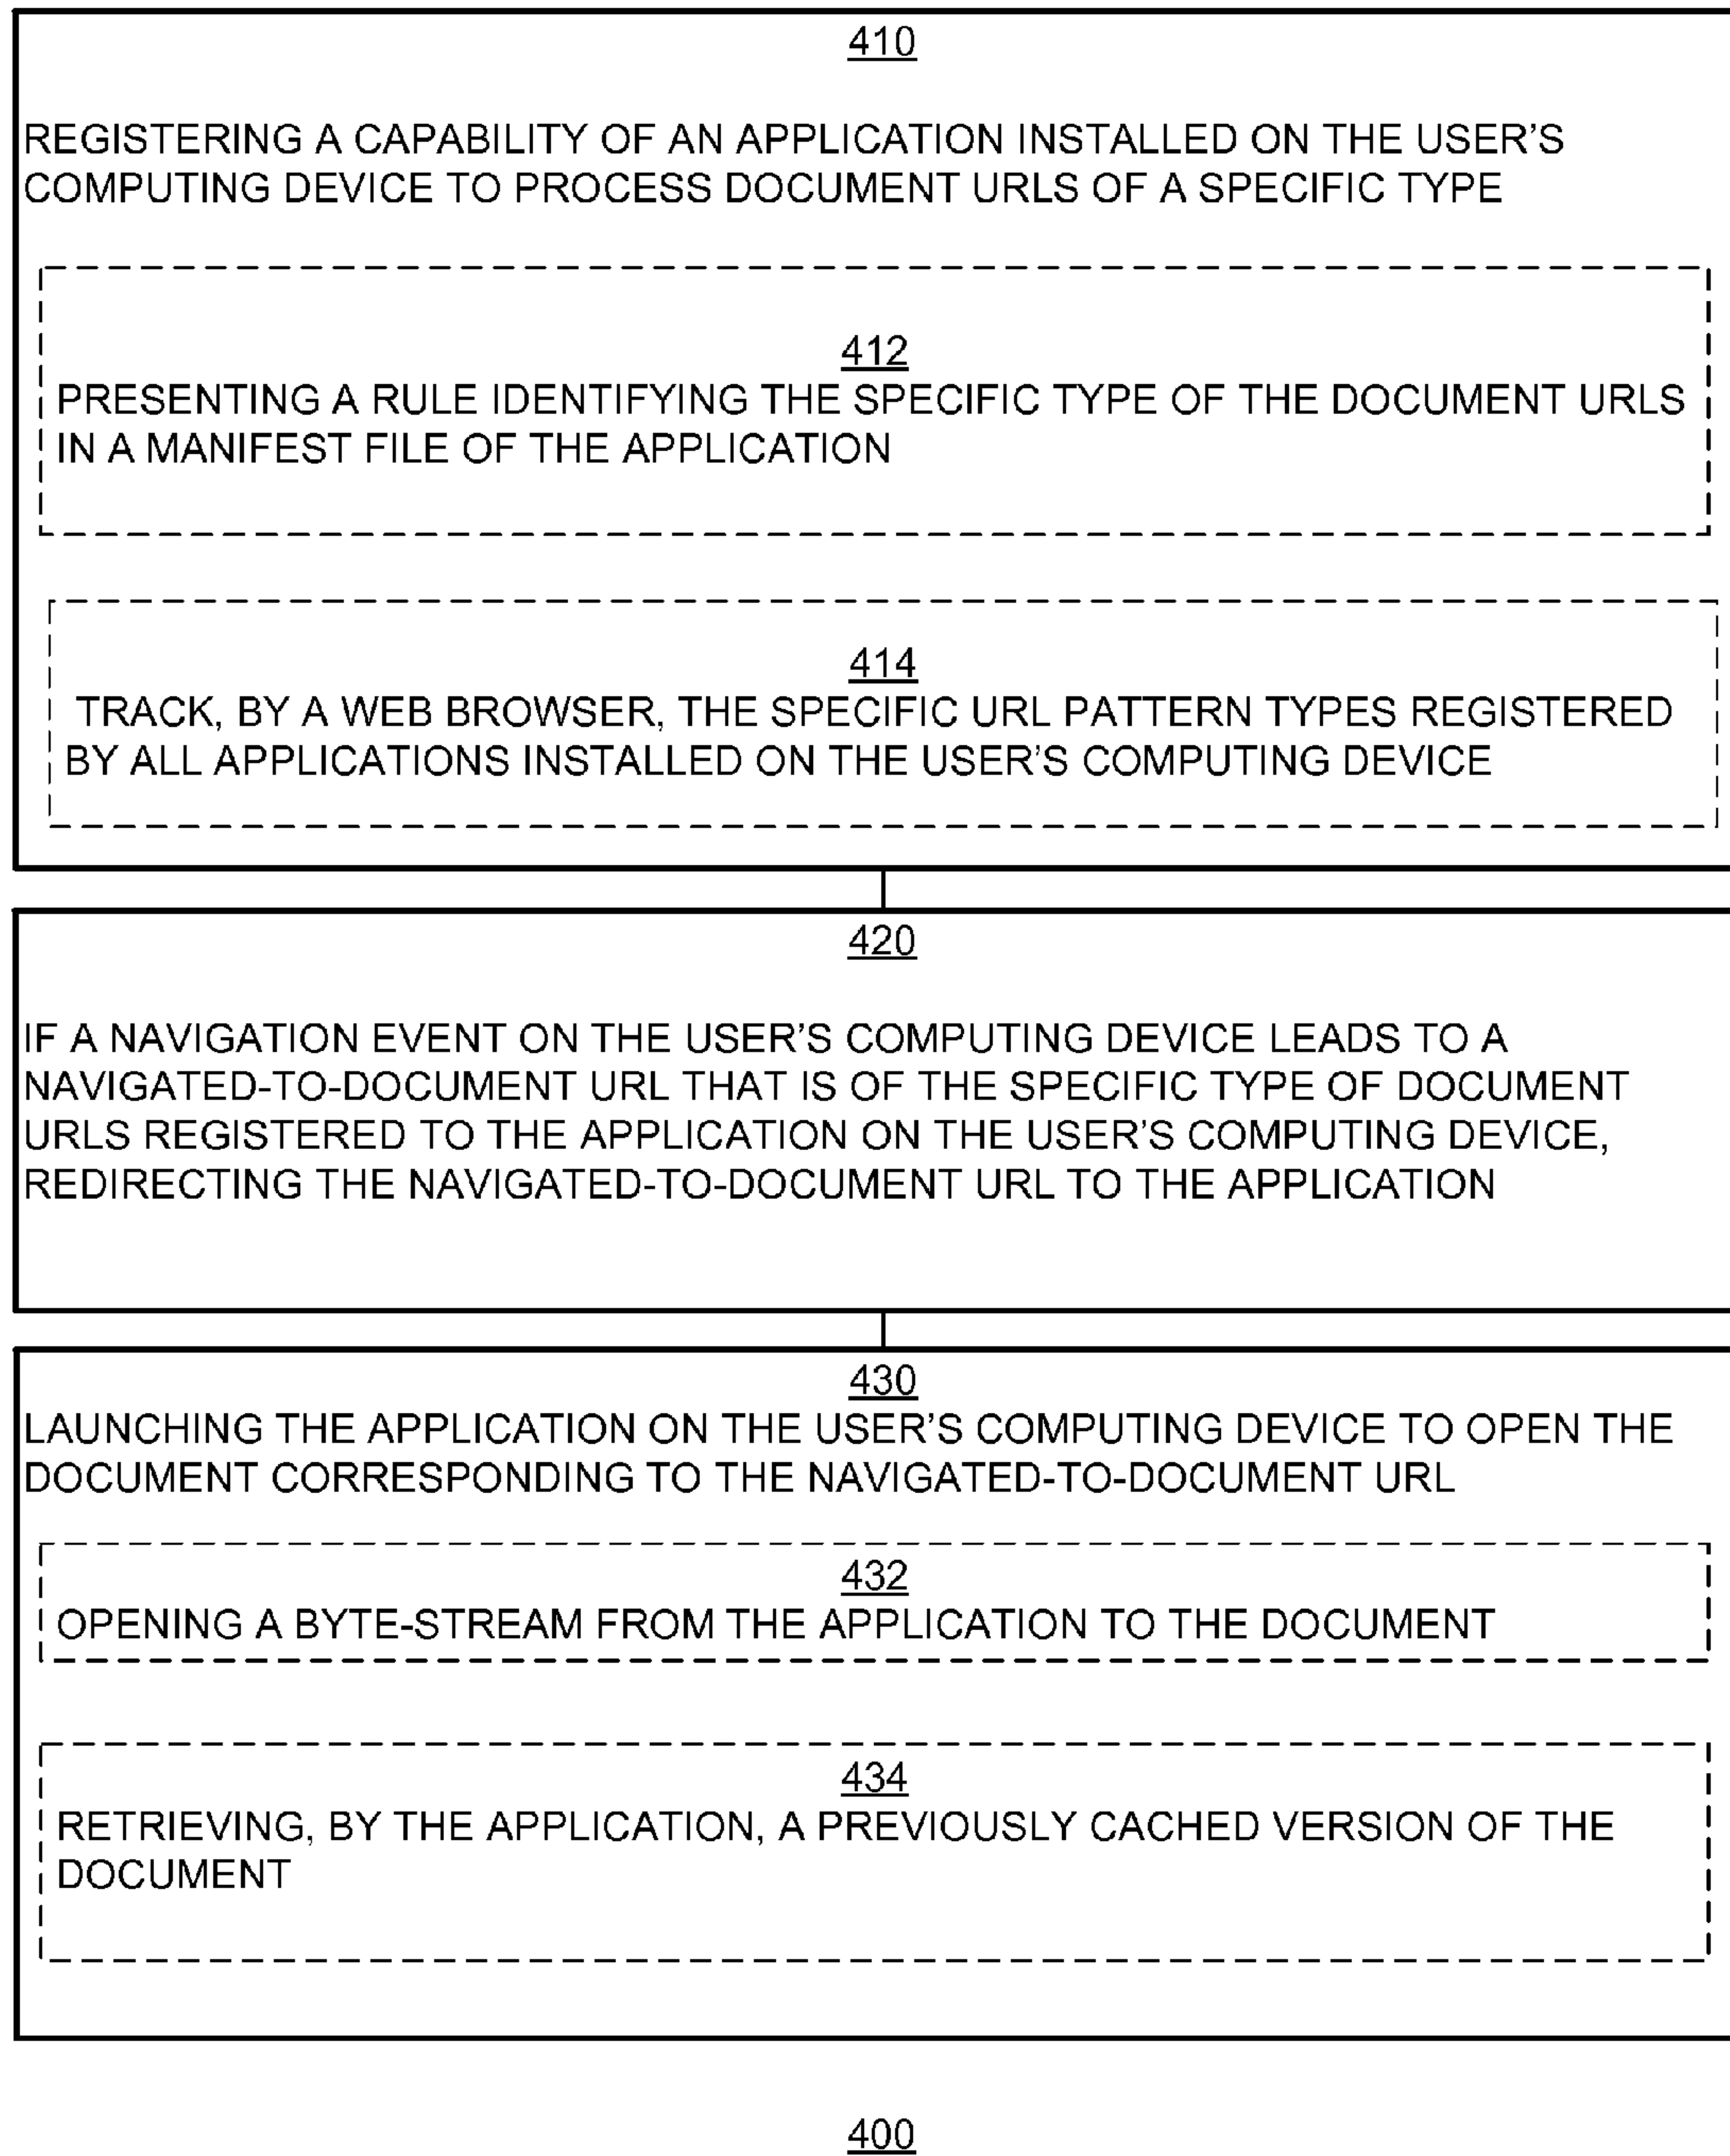 410
REGISTERING A CAPABILITY OF AN APPLICATION INSTALLED ON THE USER'S
COMPUTING DEVICE TO PROCESS DOCUMENT URLS OF A SPECIFIC TYPE
412
PRESENTING A RULE IDENTIFYING THE SPECIFIC TYPE OF THE DOCUMENT URLS
IN A MANIFEST FILE OF THE APPLICATION
414
TRACK, BY A WEB BROWSER, THE SPECIFIC URL PATTERN TYPES REGISTERED
BY ALL APPLICATIONS INSTALLED ON THE USER'S COMPUTING DEVICE
420
IF A NAVIGATION EVENT ON THE USER'S COMPUTING DEVICE LEADS TO A
NAVIGATED-TO-DOCUMENT URL THAT IS OF THE SPECIFIC TYPE OF DOCUMENT
URLS REGISTERED TO THE APPLICATION ON THE USER'S COMPUTING DEVICE,
REDIRECTING THE NAVIGATED-TO-DOCUMENT URL TO THE APPLICATION
430
LAUNCHING THE APPLICATION ON THE USER'S COMPUTING DEVICE TO OPEN THE
DOCUMENT CORRESPONDING TO THE NAVIGATED-TO-DOCUMENT URL
432
OPENING A BYTE-STREAM FROM THE APPLICATION TO THE DOCUMENT
434
RETRIEVING, BY THE APPLICATION, A PREVIOUSLY CACHED VERSION OF THE
DOCUMENT
400